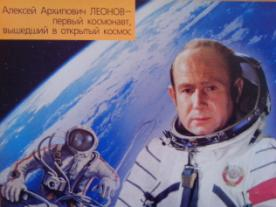 Алексей Архипович ЛЕОНОВ–
первый космонавт,
вышедший в открытый космос